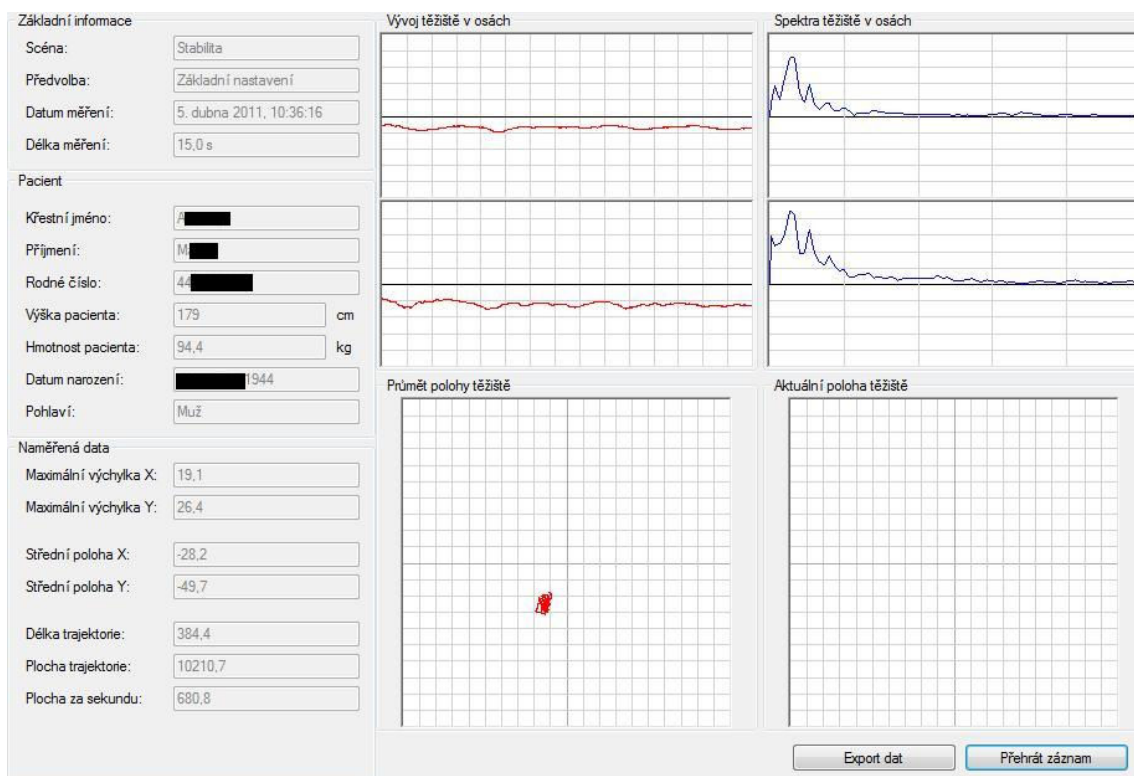 Základní informace
Scéna: Stabilita
Předvolba: Základní nastavení
Datum měření: 5. dubna 2011, 10:36:16
Délka měření: 15,0 s
Pacient
Křestní jméno: A
Příjmení: M
Rodné číslo: 44
Výška pacienta: 179 cm
Hmotnost pacienta: 94,4 kg
Datum narození: 1944
Pohlaví: Muž
Naměřená data
Maximální výchylka X: 19,1
Maximální výchylka Y: 26,4
Střední poloha X: -28,2
Střední poloha Y: -49,7
Délka trajektorie: 384,4
Plocha trajektorie: 10210,7
Plocha za sekundu: 680,8
Vývoj těžiště v osách
Spektra těžiště v osách
Průmět polohy těžiště
Aktuální poloha těžiště
Export dat
Přehrát záznam